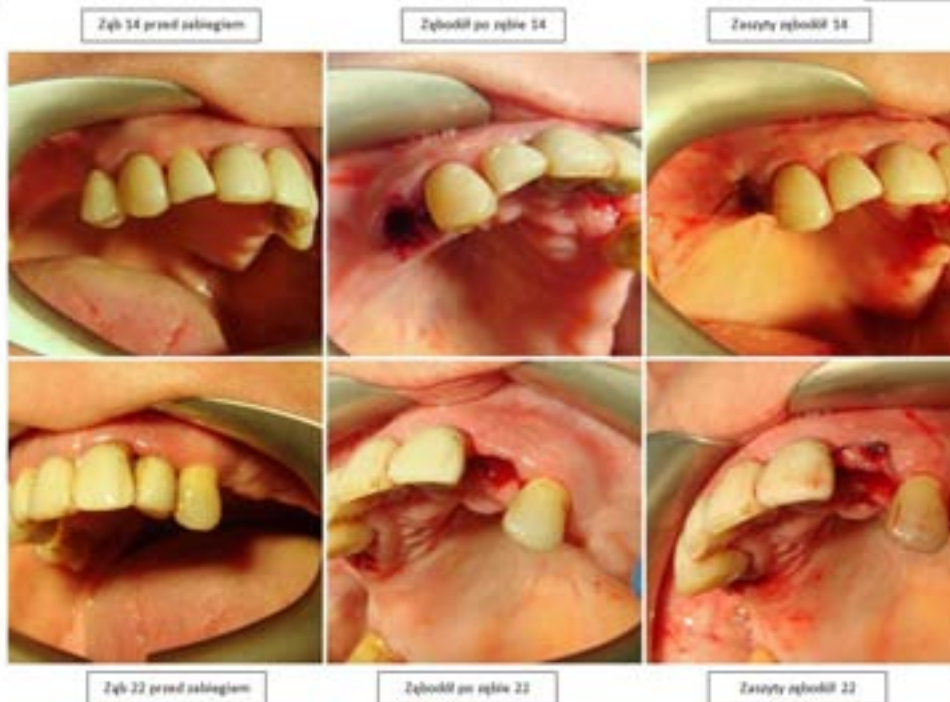 Ząb 14 przed zabiegiem
Zębodół po zębie 14
Zaszyty zębodół 14
Ząb 22 przed zabiegiem
Zębodół po zębie 22
Zaszyty zębodół 22